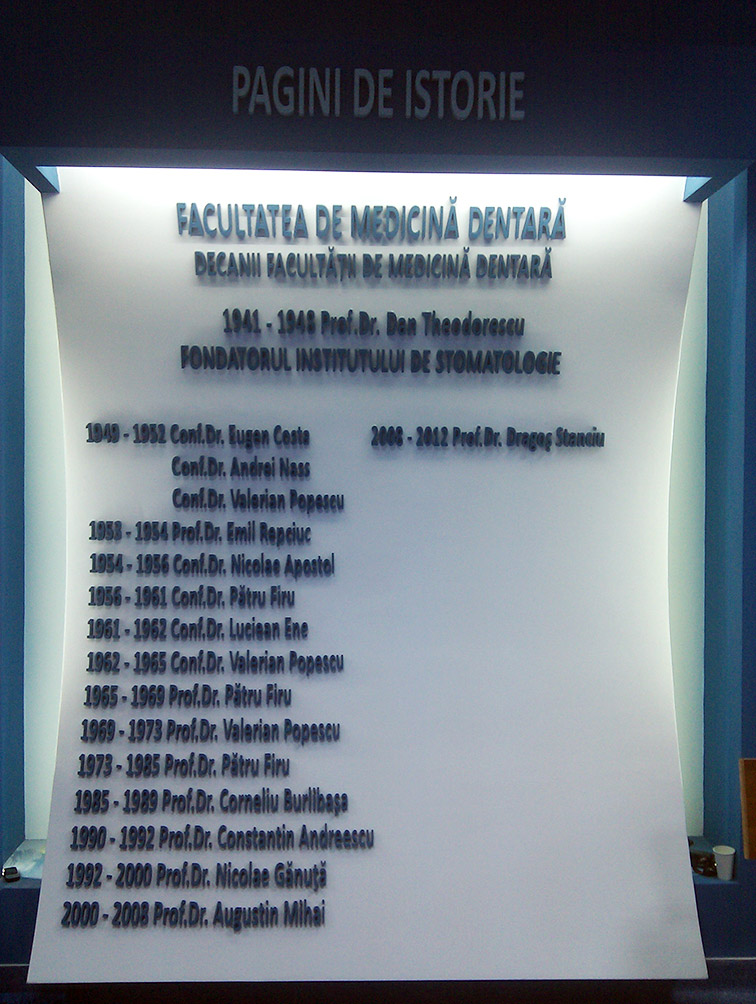 PAGINI DE ISTORIE
FACULTATEA DE MEDICINĂ DENTARĂ
DECANII FACULTĂȚII DE MEDICINĂ DENTARĂ
1941 - 1948 Prof.Dr. Dan Theodorescu
FONDATORUL INSTITUTULUI DE STOMATOLOGIE
1949 - 1952 Conf.Dr. Eugen Costa
Conf.Dr. Andrei Nass
Conf.Dr. Valerian Popescu
1953 - 1954 Prof.Dr. Emil Repciuc
1954 - 1956 Conf.Dr. Nicolae Apostol
1956 - 1961 Conf.Dr. Pătru Firu
1961 - 1962 Conf.Dr. Luciean Ene
1962 - 1965 Conf.Dr. Valerian Popescu
1965 - 1969 Prof.Dr. Pătru Firu
1969 - 1973 Prof.Dr. Valerian Popescu
1973 - 1985 Prof.Dr. Pătru Firu
1985 - 1989 Prof.Dr. Corneliu Burlibașa
1990 - 1992 Prof.Dr. Constantin Andreescu
1992 - 2000 Prof.Dr. Nicolae Gănuță
2000 - 2008 Prof.Dr. Augustin Mihai
2008 - 2012 Prof.Dr. Dragoș Stanciu